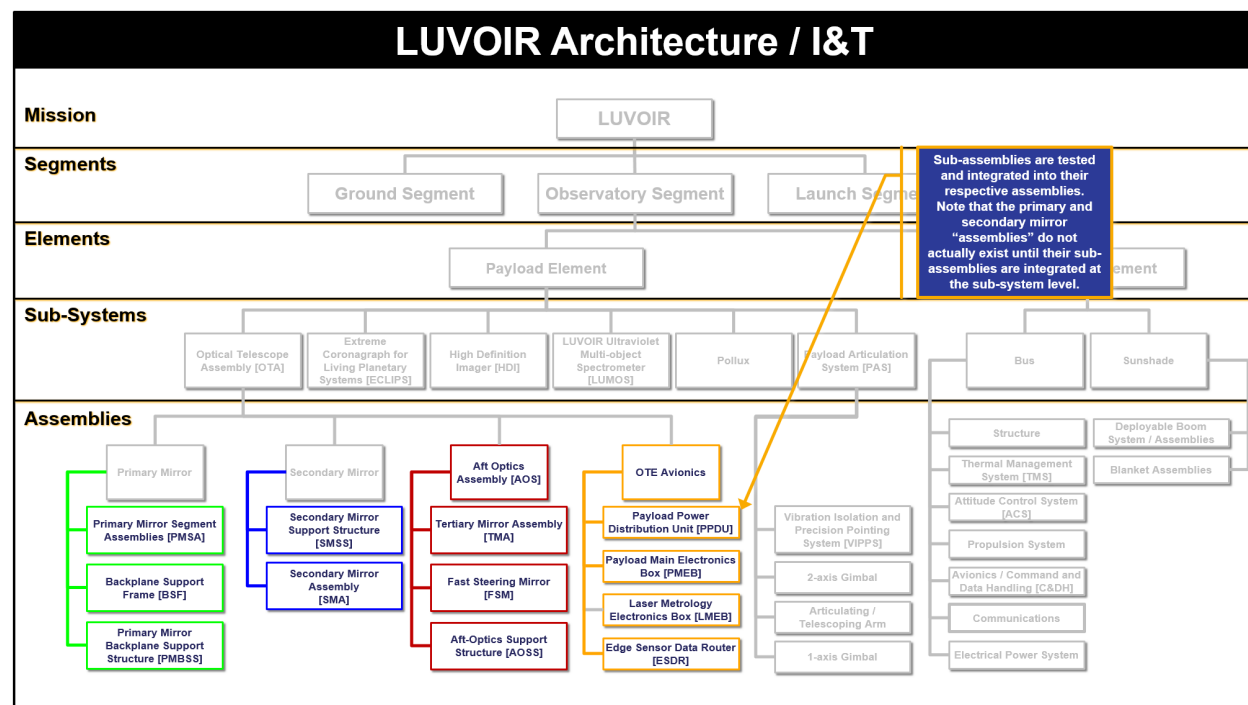 LUVOIR Architecture / I&T
Mission
LUVOIR
Segments
Ground Segment
Observatory Segment
Launch Segme
Sub-assemblies are tested
and integrated into their
respective assemblies.
Note that the primary and
secondary mirror
“assemblies” do not
actually exist until their sub-
assemblies are integrated at
the sub-system level.
Elements
Payload Element
ement
Sub-Systems
Optical Telescope
Assembly [OTA]
Extreme
Coronagraph for
Living Planetary
Systems [ECLIPS]
High Definition
Imager [HDI]
LUVOIR Ultraviolet
Multi-object
Spectrometer
[LUMOS]
Pollux
Payload Articulation
System [PAS]
Bus
Sunshade
Assemblies
Primary Mirror
Primary Mirror Segment
Assemblies [PMSA]
Backplane Support
Frame [BSF]
Primary Mirror
Backplane Support
Structure [PMBSS]
Secondary Mirror
Secondary Mirror
Support Structure
[SMSS]
Secondary Mirror
Assembly
[SMA]
Aft Optics
Assembly [AOS]
Tertiary Mirror Assembly
[TMA]
Fast Steering Mirror
[FSM]
Aft-Optics Support
Structure [AOSS]
OTE Avionics
Payload Power
Distribution Unit [PPDU]
Payload Main Electronics
Box [PMEB]
Laser Metrology
Electronics Box [LMEB]
Edge Sensor Data Router
[ESDR]
Vibration Isolation and
Precision Pointing
System [VIPPS]
2-axis Gimbal
Articulating /
Telescoping Arm
1-axis Gimbal
Structure
Thermal Management
System [TMS]
Attitude Control System
[ACS]
Propulsion System
Avionics / Command and
Data Handling [C&DH]
Communications
Electrical Power System
Deployable Boom
System / Assemblies
Blanket Assemblies